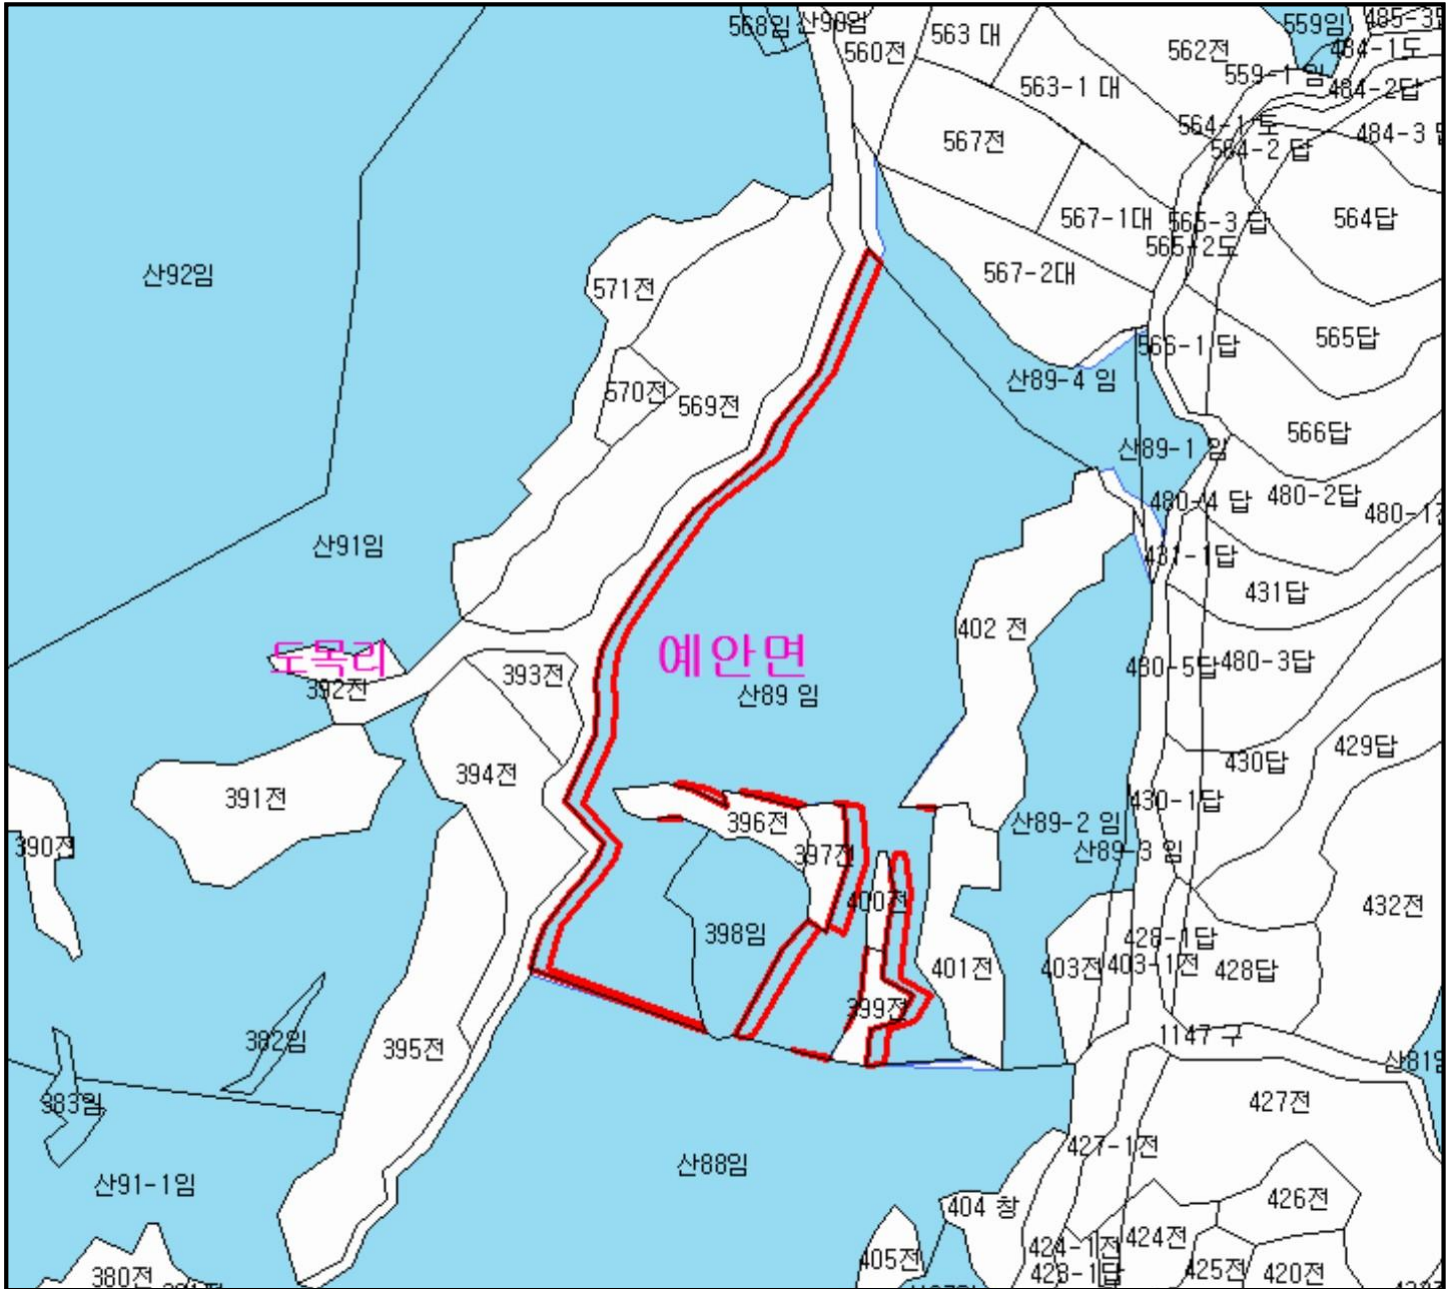 568임
산90임
560전
563 대
562전
559임
484-1도
563-1 대
559-1 임
484-2답
567전
564-1 도
484-3
564-2 답
567-1대
565-3 답
564답
565-2도
산92임
567-2대
571전
566-1 답
565답
산89-4 임
570전
569전
566답
산89-1 임
480-4 답
480-2답
산91임
431-1답
431답
402 전
도목리
예안면
393전
480-5답
480-3답
392전
산89 임
394전
429답
430답
391전
430-1답
396전
산89-2 임
390전
397전
산89-3 임
400전
432전
398임
428-1답
401전
403전
403-1전
428답
399전
1147 구
382임
395전
383임
427전
427-1전
산88임
산91-1임
426전
404 창
424전
424-1전
405전
425전
420전
380전